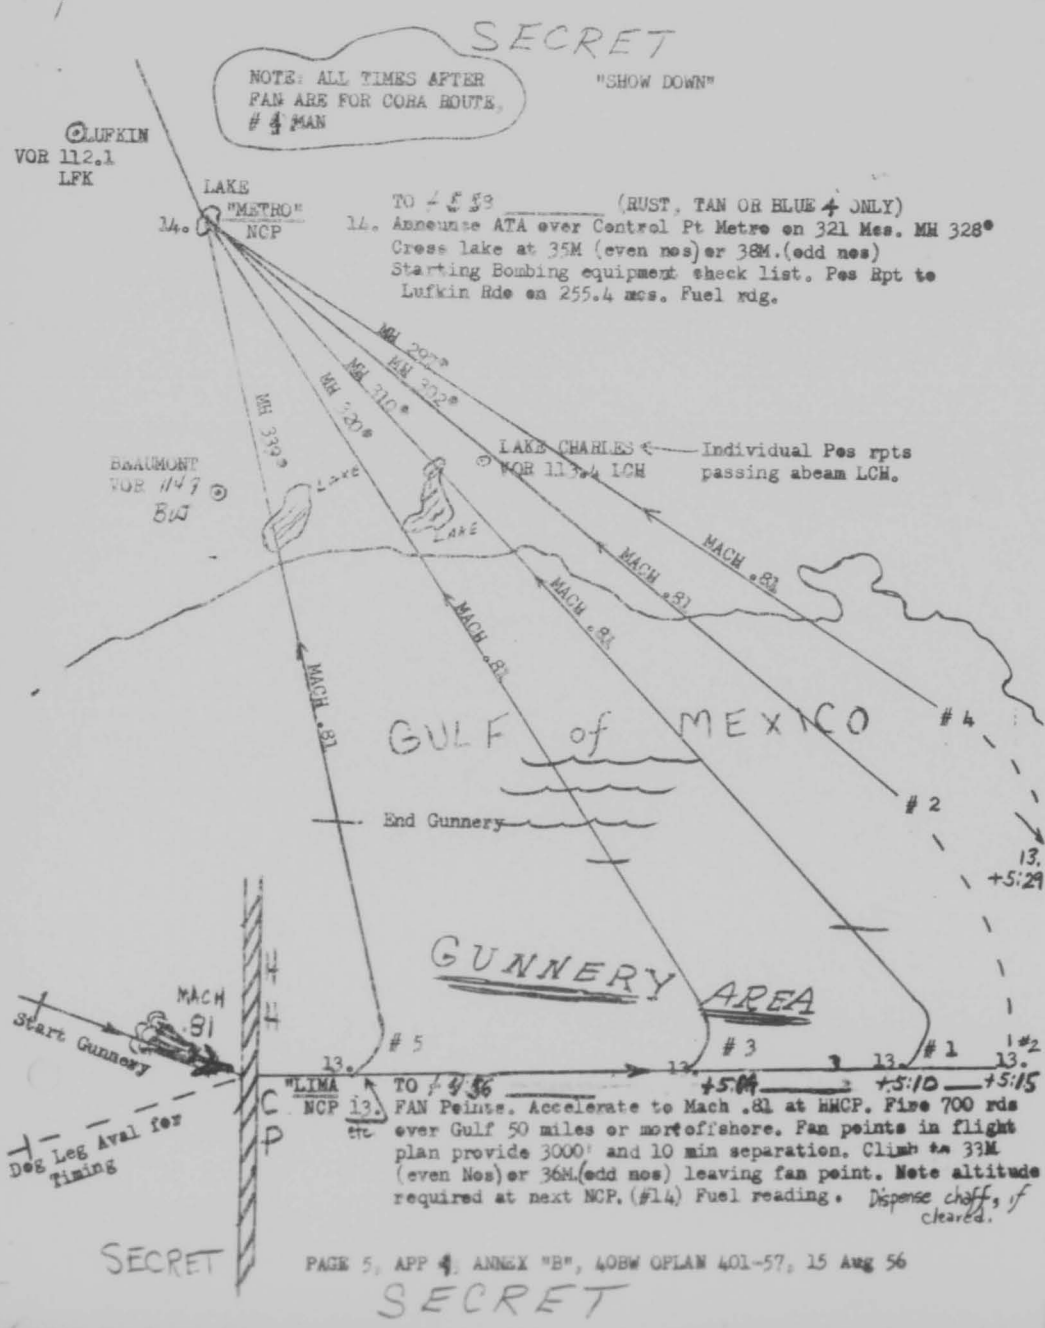 SECRET
"SHOW DOWN"
NOTE: ALL TIMES AFTER
FAN ARE FOR COBA ROUTE,
# 4 MAN
LUFKIN
VOR 112.1
LFK
LAKE
"METRO"
NCP
14.
TO (RUST, TAN OR BLUE 4 ONLY)
14. Announce ATA over Control Pt Metro on 321 Mcs. MH 328°
Cross lake at 35M (even nos) or 38M.(odd nos)
Starting Bombing equipment check list. Pos Rpt to
Lufkin Rdo on 255.4 mcs. Fuel rdg.
MH 297°
MH 302°
MH 310°
MH 320°
MH 339°
LAKE CHARLES
VOR 113.4 LCH
Individual Pos rpts
passing abeam LCH.
BEAUMONT
VOR 114.7
LAKE
LAKE
MACH .81
MACH .81
MACH .81
MACH .81
MACH .81
GULF of MEXICO
# 4
# 2
End Gunnery
13.
+5:29
GUNNERY AREA
MACH
.81
Start Gunnery
H
H
C
P
# 5
# 3
# 1
#2
13.
13.
13.
13.
"LIMA
NCP 13.
etc
TO
+5:10
+5:15
FAN Points. Accelerate to Mach .81 at HHCP. Fire 700 rds
over Gulf 50 miles or more offshore. Fan points in flight
plan provide 3000' and 10 min separation. Climb to 33M
(even Nos) or 36M.(odd nos) leaving fan point. Note altitude
required at next NCP. (#14) Fuel reading. Dispense chaff, if
cleared.
Dog Leg Aval for
Timing
SECRET
PAGE 5, APP 4, ANNEX "B", 40BW OPLAN 401-57, 15 Aug 56
SECRET